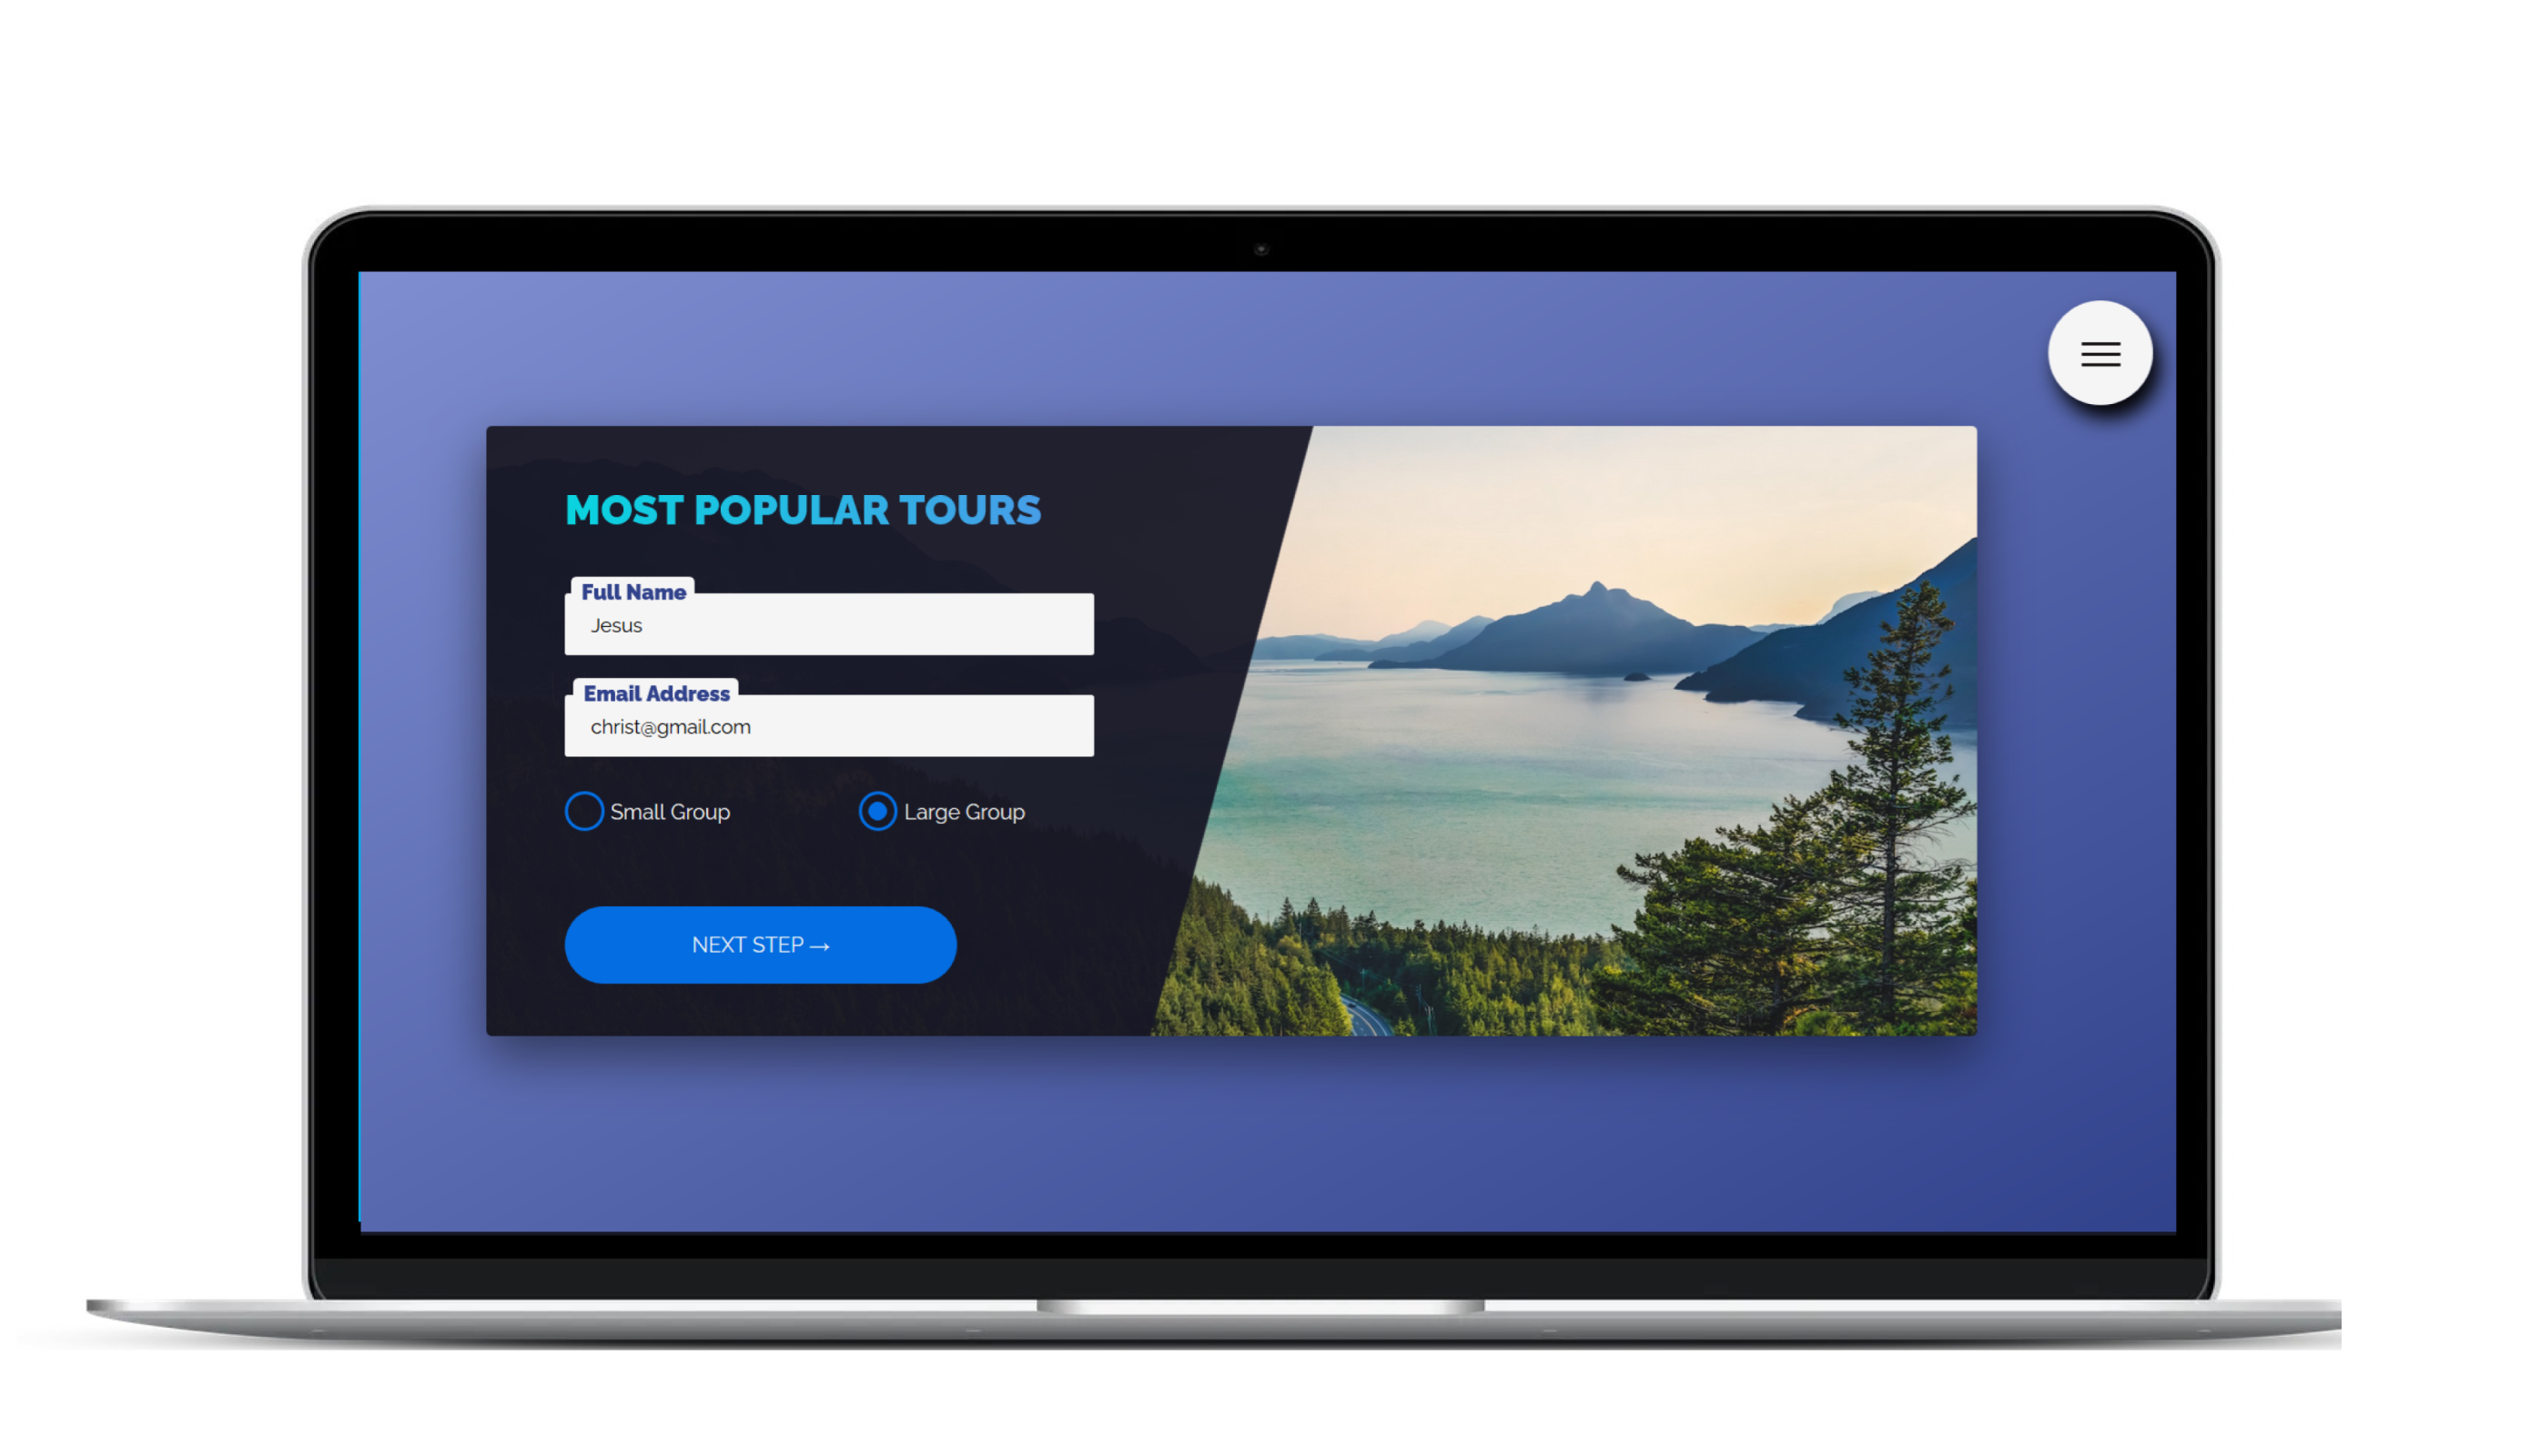 MOST POPULAR TOURS
Full Name
Jesus
Email Address
christ@gmail.com
Small Group
Large Group
NEXT STEP →